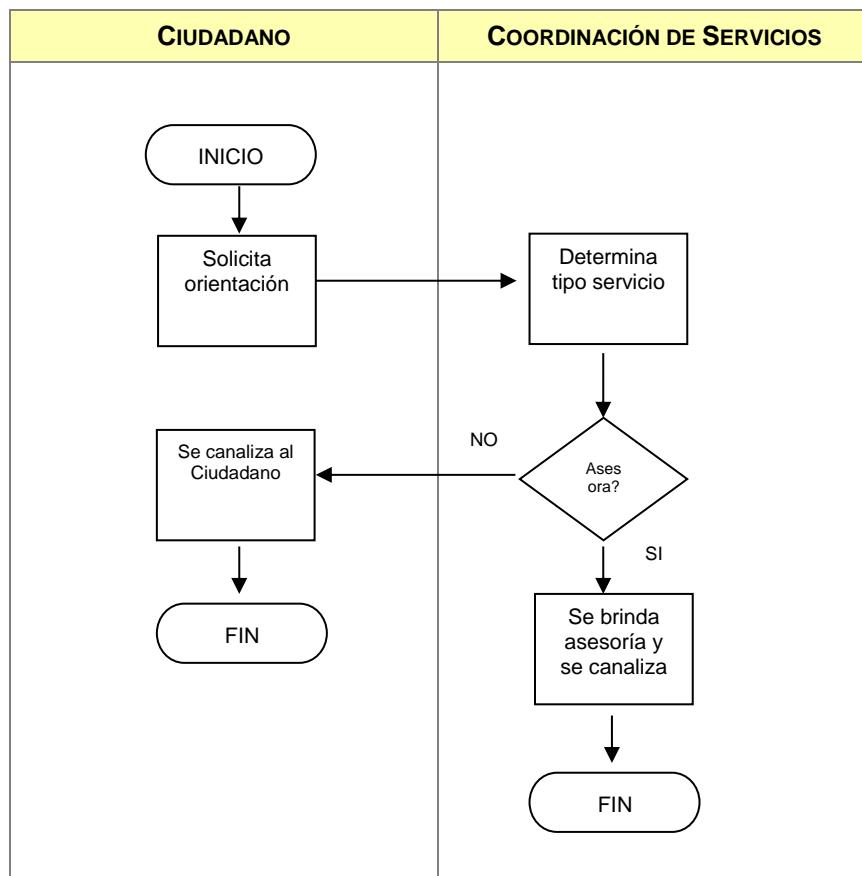 CIUDADANO
COORDINACIÓN DE SERVICIOS
INICIO
Solicita
orientación
Determina
tipo servicio
Se canaliza al
Ciudadano
NO
Ases
ora?
SI
FIN
Se brinda
asesoría y
se canaliza
FIN